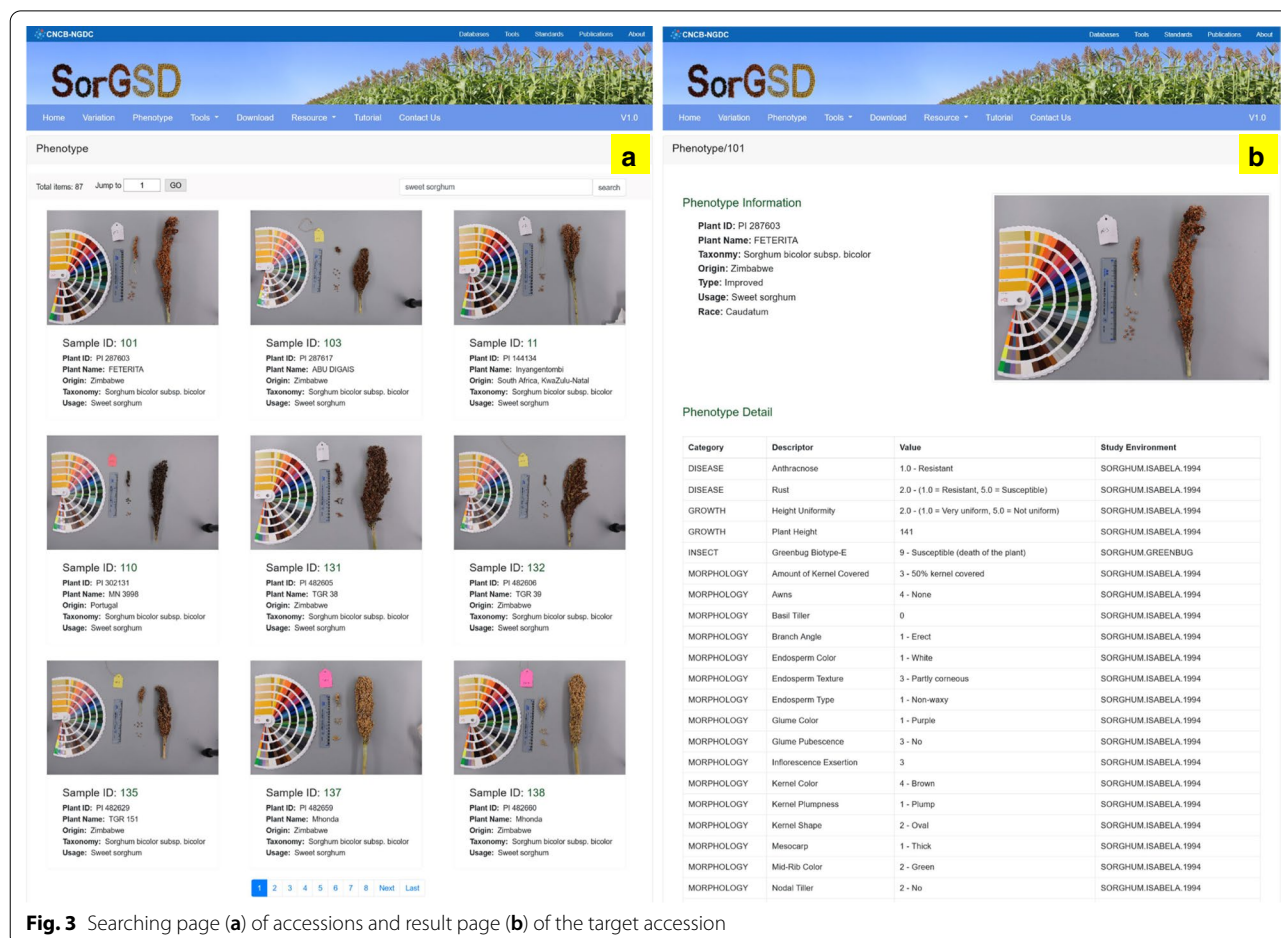 CNCB-NGDC
Databases Tools Standards Publications About
SorGSD
Home Variation Phenotype Tools Download Resource Tutorial Contact Us V1.0
Phenotype
a
Total items: 87 Jump to 1 GO sweet sorghum search
Sample ID: 101
Plant ID: PI 287603
Plant Name: FETERITA
Origin: Zimbabwe
Taxonomy: Sorghum bicolor subsp. bicolor
Usage: Sweet sorghum
Sample ID: 103
Plant ID: PI 287617
Plant Name: ABU DIGAIS
Origin: Zimbabwe
Taxonomy: Sorghum bicolor subsp. bicolor
Usage: Sweet sorghum
Sample ID: 11
Plant ID: PI 144134
Plant Name: Inyangentombi
Origin: South Africa, KwaZulu-Natal
Taxonomy: Sorghum bicolor subsp. bicolor
Usage: Sweet sorghum
Sample ID: 110
Plant ID: PI 302131
Plant Name: MN 3998
Origin: Portugal
Taxonomy: Sorghum bicolor subsp. bicolor
Usage: Sweet sorghum
Sample ID: 131
Plant ID: PI 482605
Plant Name: TGR 38
Origin: Zimbabwe
Taxonomy: Sorghum bicolor subsp. bicolor
Usage: Sweet sorghum
Sample ID: 132
Plant ID: PI 482606
Plant Name: TGR 39
Origin: Zimbabwe
Taxonomy: Sorghum bicolor subsp. bicolor
Usage: Sweet sorghum
Sample ID: 135
Plant ID: PI 482629
Plant Name: TGR 151
Origin: Zimbabwe
Taxonomy: Sorghum bicolor subsp. bicolor
Usage: Sweet sorghum
Sample ID: 137
Plant ID: PI 482659
Plant Name: Mhonda
Origin: Zimbabwe
Taxonomy: Sorghum bicolor subsp. bicolor
Usage: Sweet sorghum
Sample ID: 138
Plant ID: PI 482660
Plant Name: Mhonda
Origin: Zimbabwe
Taxonomy: Sorghum bicolor subsp. bicolor
Usage: Sweet sorghum
1 2 3 4 5 6 7 8 Next Last
CNCB-NGDC
Databases Tools Standards Publications About
SorGSD
Home Variation Phenotype Tools Download Resource Tutorial Contact Us V1.0
Phenotype/101
b
Phenotype Information
Plant ID: PI 287603
Plant Name: FETERITA
Taxonmy: Sorghum bicolor subsp. bicolor
Origin: Zimbabwe
Type: Improved
Usage: Sweet sorghum
Race: Caudatum
Phenotype Detail
Category Descriptor Value Study Environment
DISEASE Anthracnose 1.0 - Resistant SORGHUM.ISABELA.1994
DISEASE Rust 2.0 - (1.0 = Resistant, 5.0 = Susceptible) SORGHUM.ISABELA.1994
GROWTH Height Uniformity 2.0 - (1.0 = Very uniform, 5.0 = Not uniform) SORGHUM.ISABELA.1994
GROWTH Plant Height 141 SORGHUM.ISABELA.1994
INSECT Greenbug Biotype-E 9 - Susceptible (death of the plant) SORGHUM.GREENBUG
MORPHOLOGY Amount of Kernel Covered 3 - 50% kernel covered SORGHUM.ISABELA.1994
MORPHOLOGY Awns 4 - None SORGHUM.ISABELA.1994
MORPHOLOGY Basil Tiller 0 SORGHUM.ISABELA.1994
MORPHOLOGY Branch Angle 1 - Erect SORGHUM.ISABELA.1994
MORPHOLOGY Endosperm Color 1 - White SORGHUM.ISABELA.1994
MORPHOLOGY Endosperm Texture 3 - Partly corneous SORGHUM.ISABELA.1994
MORPHOLOGY Endosperm Type 1 - Non-waxy SORGHUM.ISABELA.1994
MORPHOLOGY Glume Color 1 - Purple SORGHUM.ISABELA.1994
MORPHOLOGY Glume Pubescence 3 - No SORGHUM.ISABELA.1994
MORPHOLOGY Inflorescence Exsertion 3 SORGHUM.ISABELA.1994
MORPHOLOGY Kernel Color 4 - Brown SORGHUM.ISABELA.1994
MORPHOLOGY Kernel Plumpness 1 - Plump SORGHUM.ISABELA.1994
MORPHOLOGY Kernel Shape 2 - Oval SORGHUM.ISABELA.1994
MORPHOLOGY Mesocarp 1 - Thick SORGHUM.ISABELA.1994
MORPHOLOGY Mid-Rib Color 2 - Green SORGHUM.ISABELA.1994
MORPHOLOGY Nodal Tiller 2 - No SORGHUM.ISABELA.1994
Fig. 3 Searching page (a) of accessions and result page (b) of the target accession